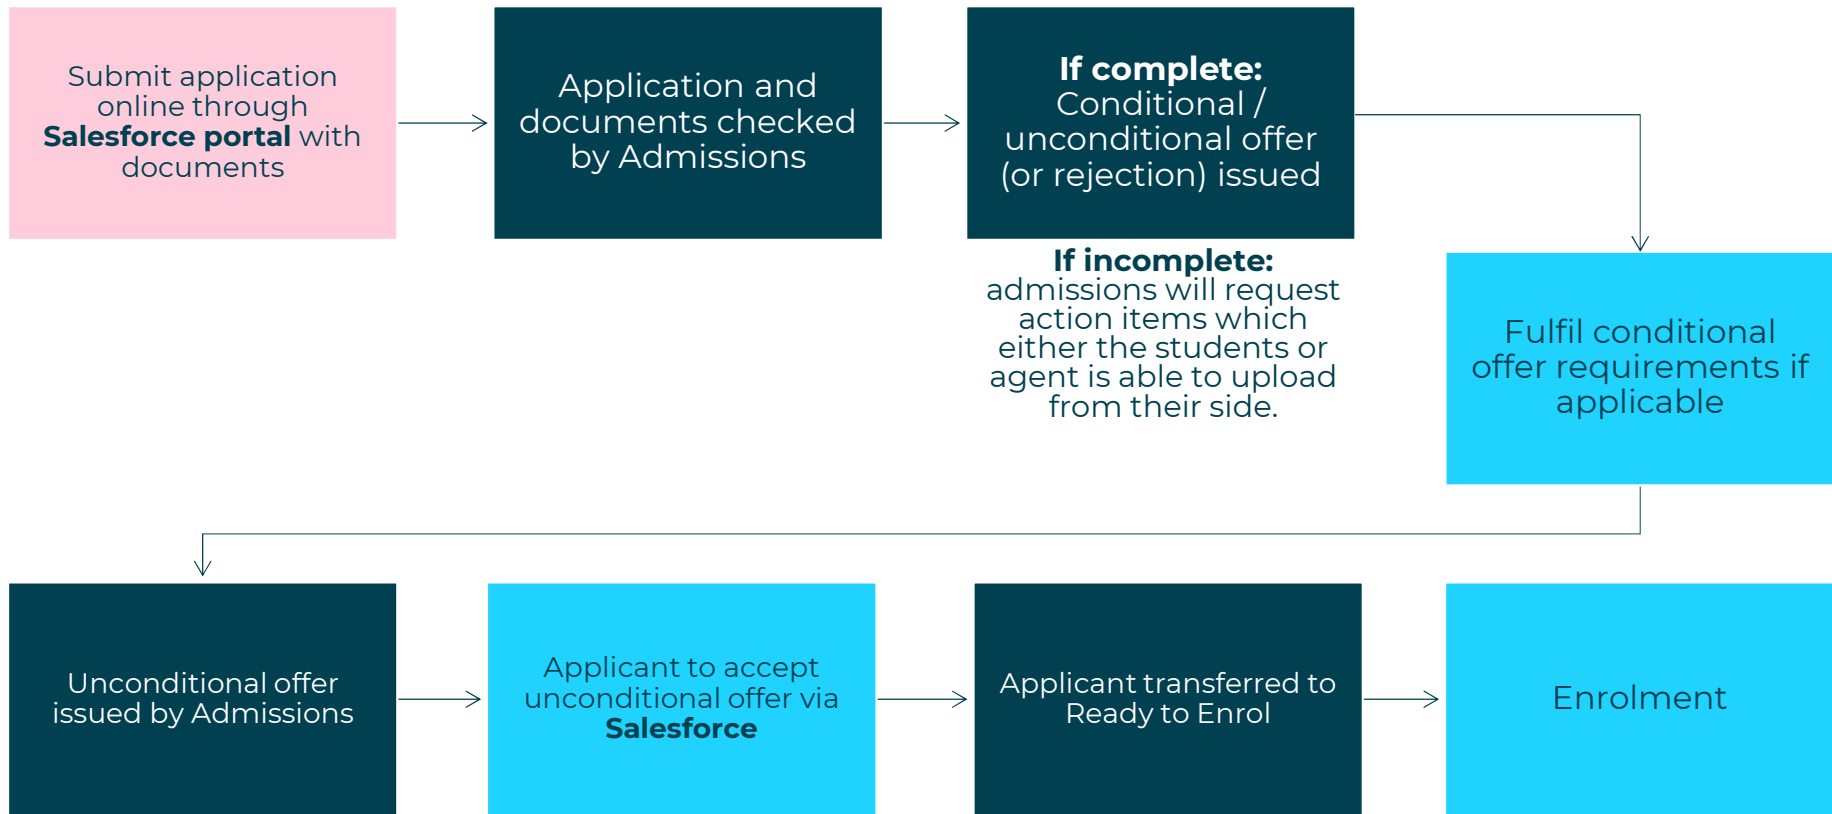 Submit application
online through
Salesforce portal with
documents
Application and
documents checked
by Admissions
If complete:
Conditional /
unconditional offer
(or rejection) issued
If incomplete:
admissions will request
action items which
either the students or
agent is able to upload
from their side.
Fulfil conditional
offer requirements if
applicable
Unconditional offer
issued by Admissions
Applicant to accept
unconditional offer via
Salesforce
Applicant transferred to
Ready to Enrol
Enrolment